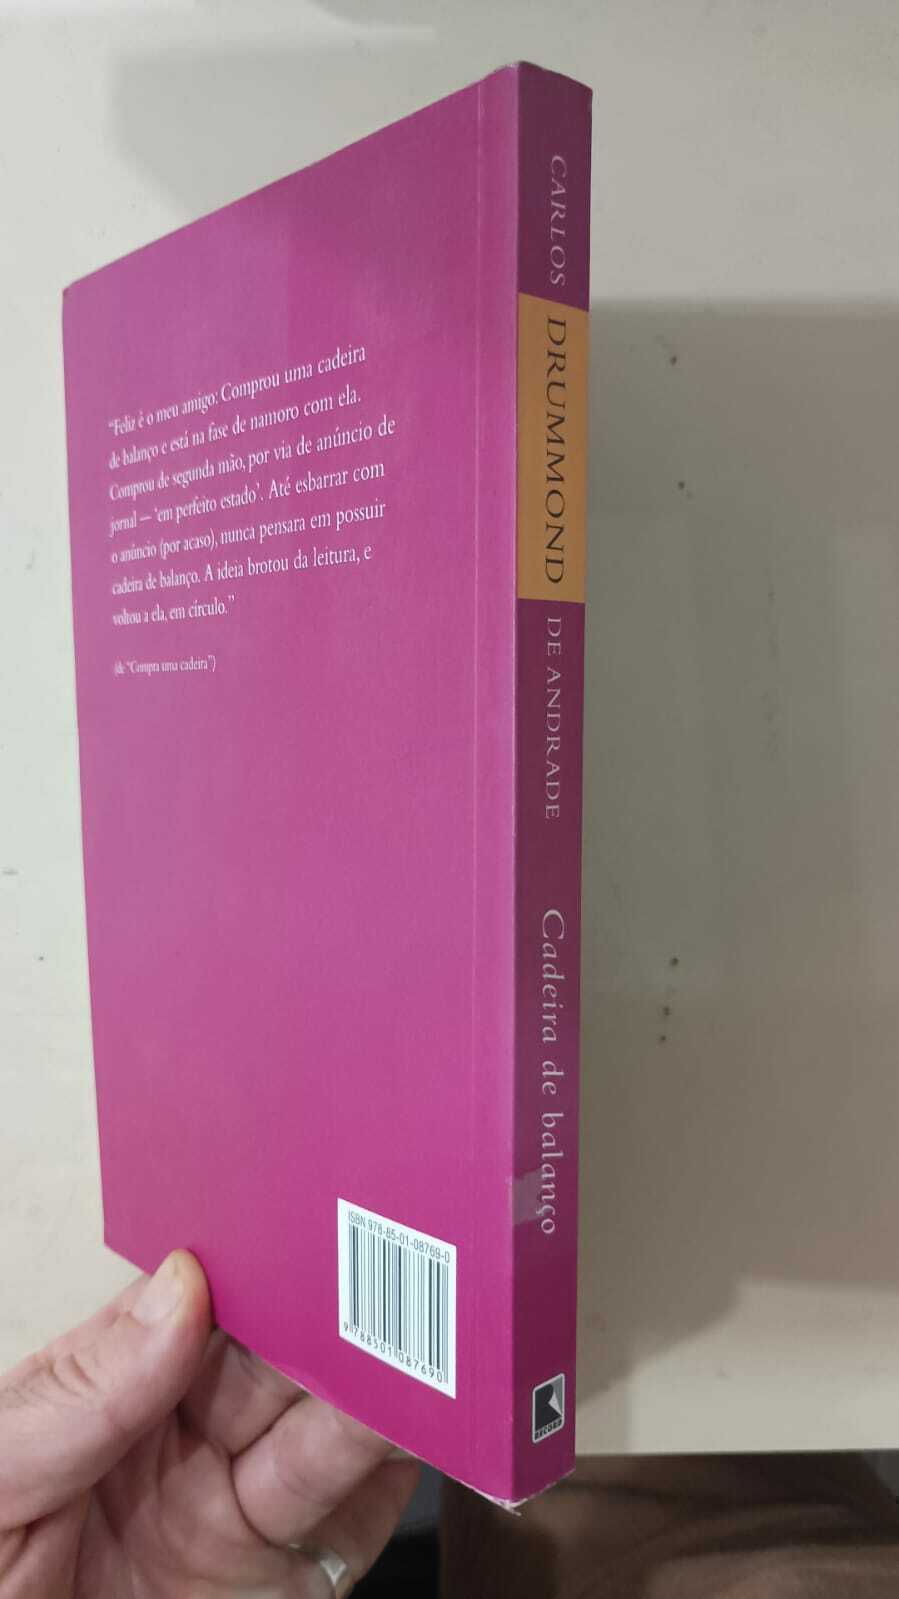 “Feliz é o meu amigo: Comprou uma cadeira
de balanço e está na fase de namoro com ela.
Comprou de segunda mão, por via de anúncio de
jornal — ‘em perfeito estado’. Até esbarrar com
o anúncio (por acaso), nunca pensara em possuir
cadeira de balanço. A ideia brotou da leitura, e
voltou a ela, em círculo.”
(de “Compra uma cadeira”)
ISBN 978-85-01-08769-0
9 788501 087690
CARLOS DRUMMOND DE ANDRADE Cadeira de balanço
RECORD